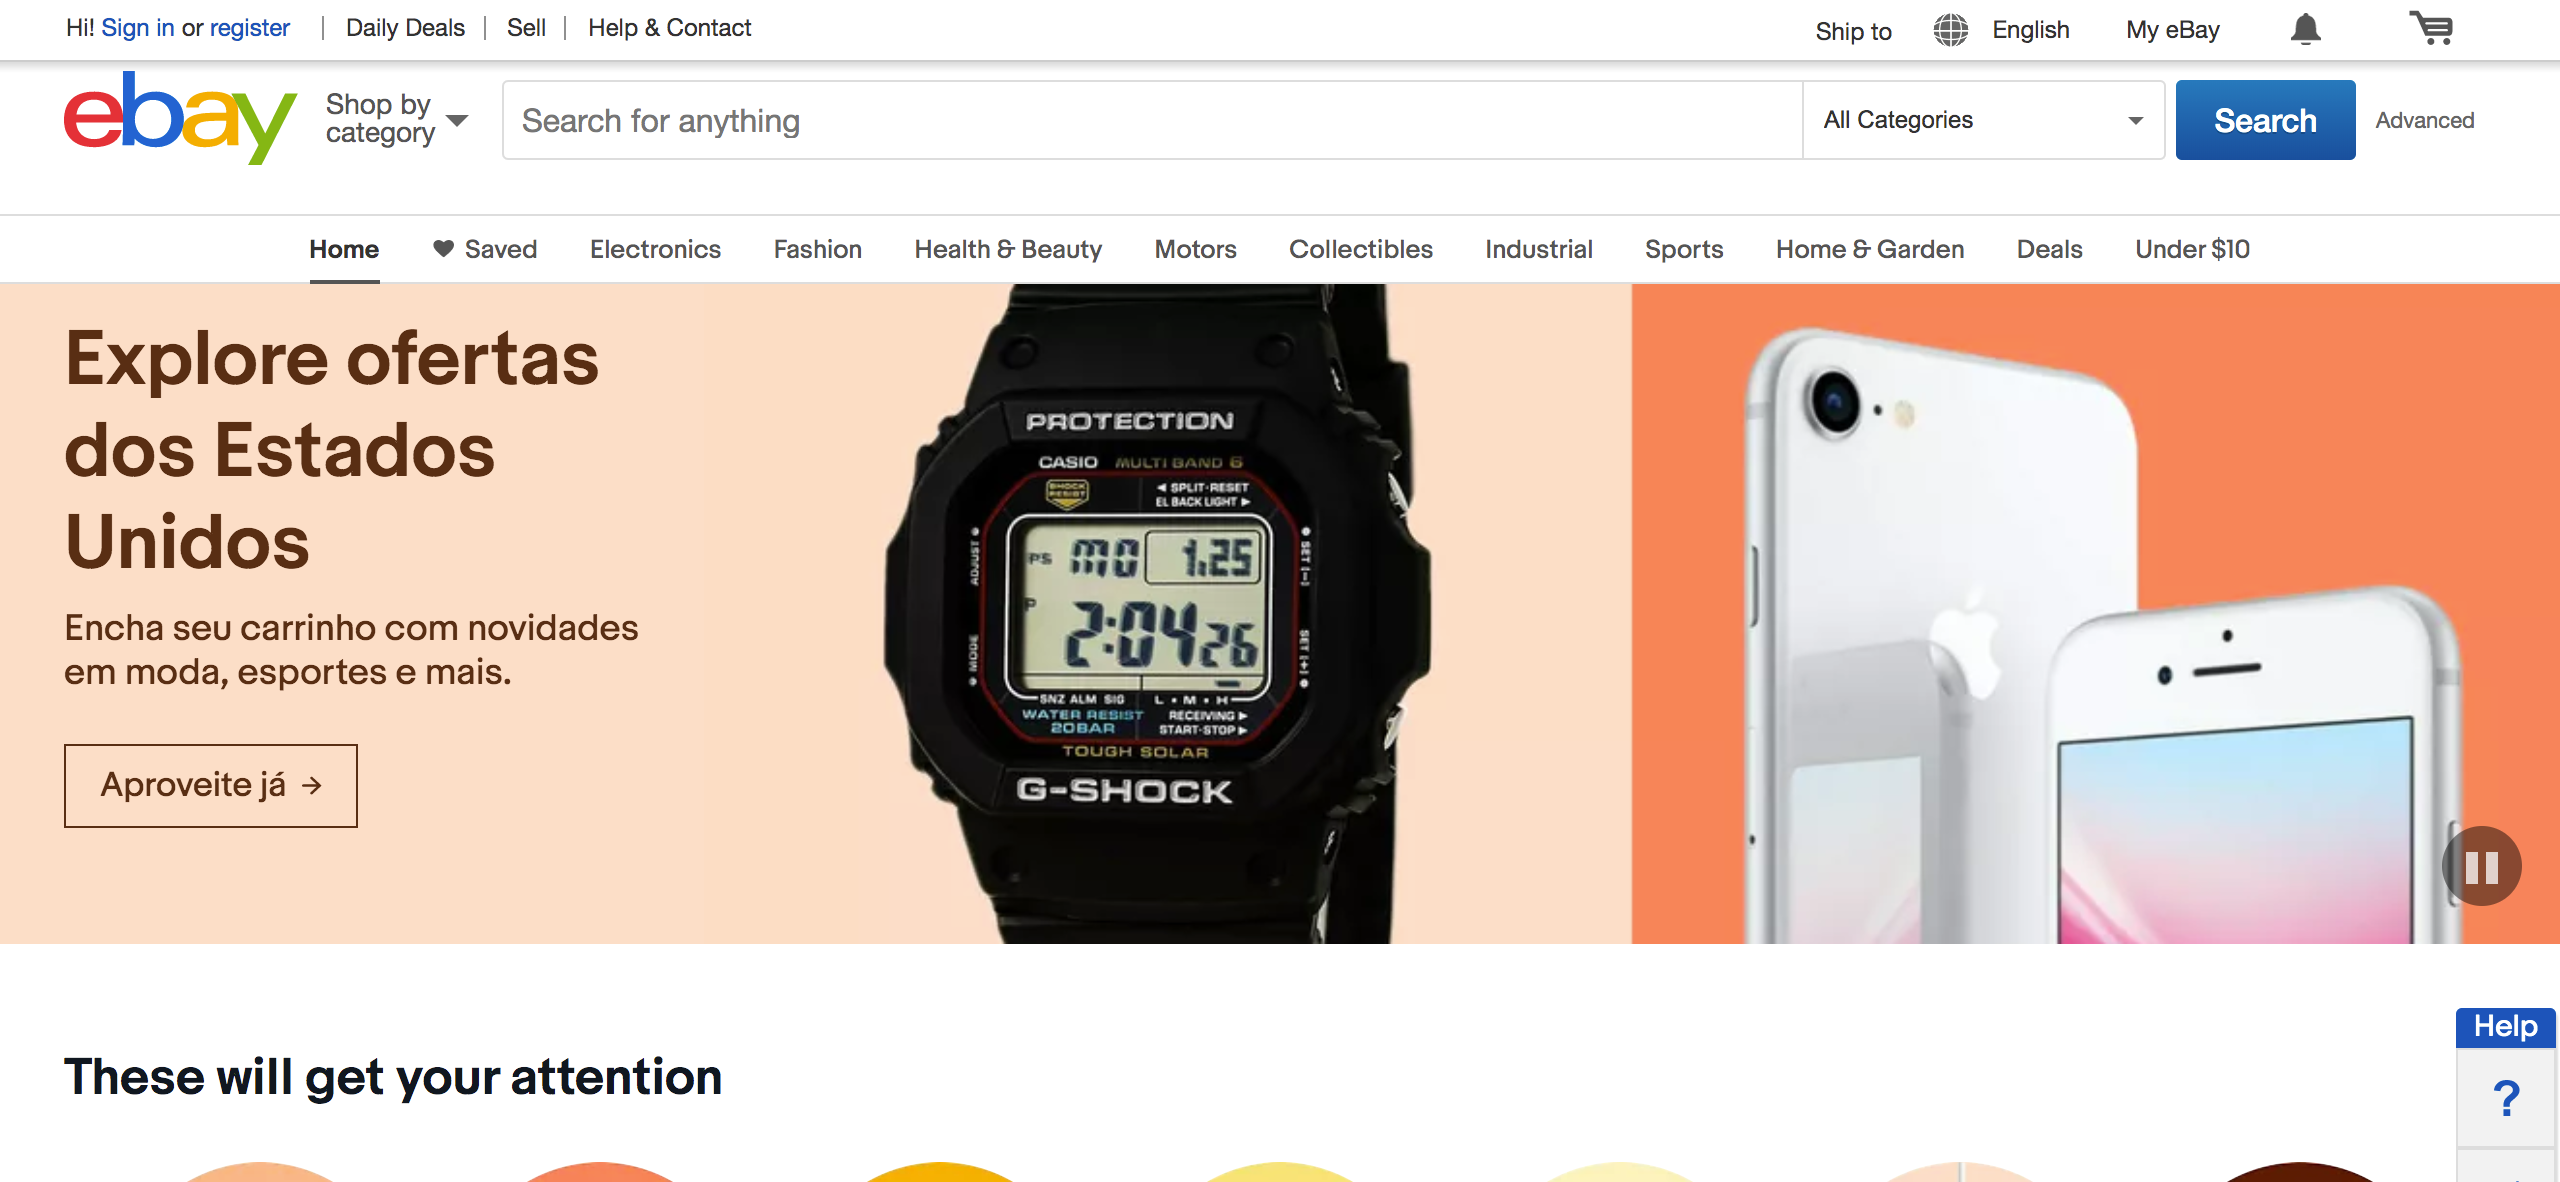 Hi! Sign in or register
Daily Deals
Sell
Help & Contact
Ship to
English
My eBay
ebay
Shop by
category
Search for anything
All Categories
Search
Advanced
Home
Saved
Electronics
Fashion
Health & Beauty
Motors
Collectibles
Industrial
Sports
Home & Garden
Deals
Under $10
Explore ofertas
dos Estados
Unidos
Encha seu carrinho com novidades
em moda, esportes e mais.
Aproveite já →
PROTECTION
CASIO MULTI BAND 6
SHOCK
RESIST
SPLIT-RESET
EL BACK LIGHT
ADJUST
SET [–]
PS MO 1.25
P 2:04 26
MODE
SET [+]
SNZ ALM SIG L • M • H
WATER RESIST RECEIVING
20BAR START-STOP
TOUGH SOLAR
G-SHOCK
Help
?
These will get your attention